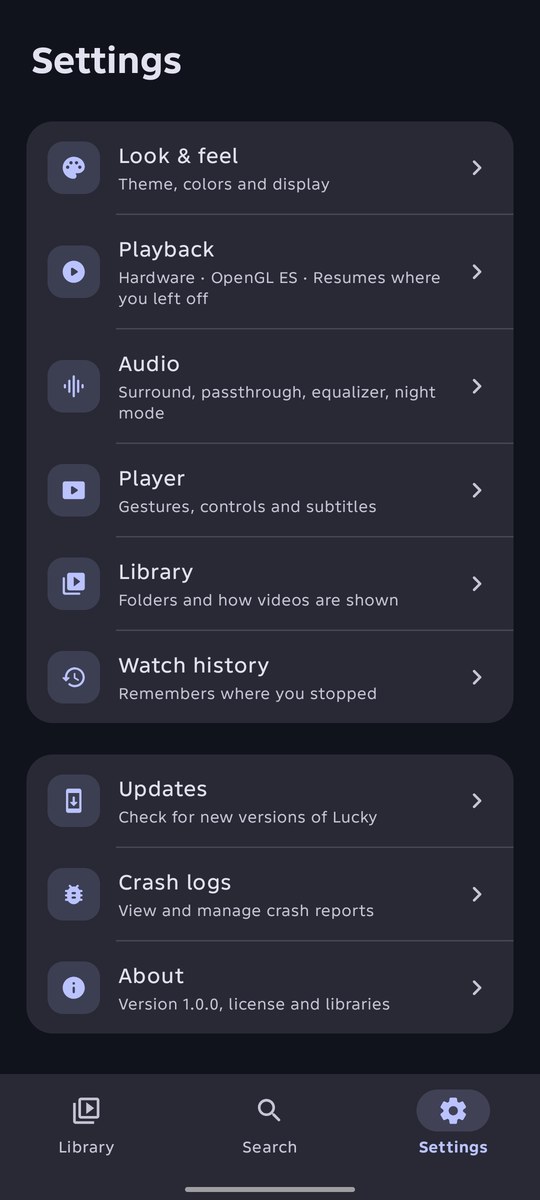 Settings
Look & feel
Theme, colors and display
Playback
Hardware · OpenGL ES · Resumes where
you left off
Audio
Surround, passthrough, equalizer, night
mode
Player
Gestures, controls and subtitles
Library
Folders and how videos are shown
Watch history
Remembers where you stopped
Updates
Check for new versions of Lucky
Crash logs
View and manage crash reports
About
Version 1.0.0, license and libraries
Library
Search
Settings